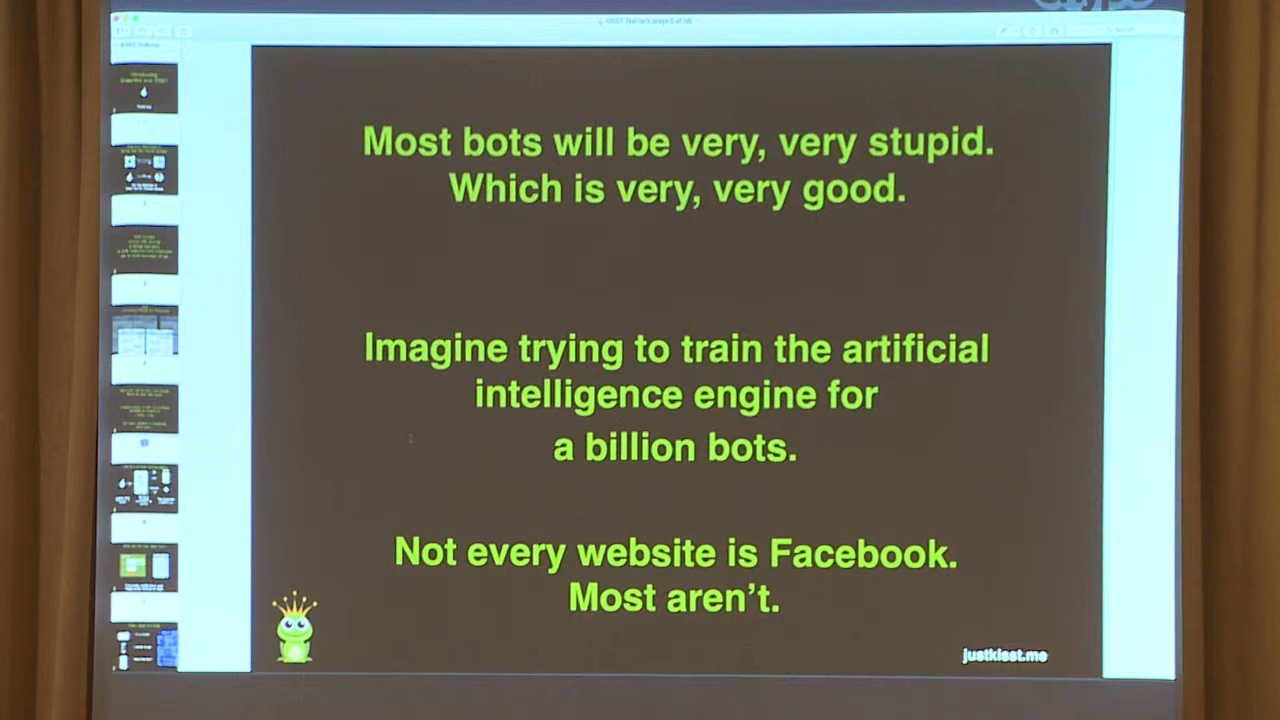 Most bots will be very, very stupid.
Which is very, very good.
Imagine trying to train the artificial
intelligence engine for
a billion bots.
Not every website is Facebook.
Most aren't.
justkisst.me